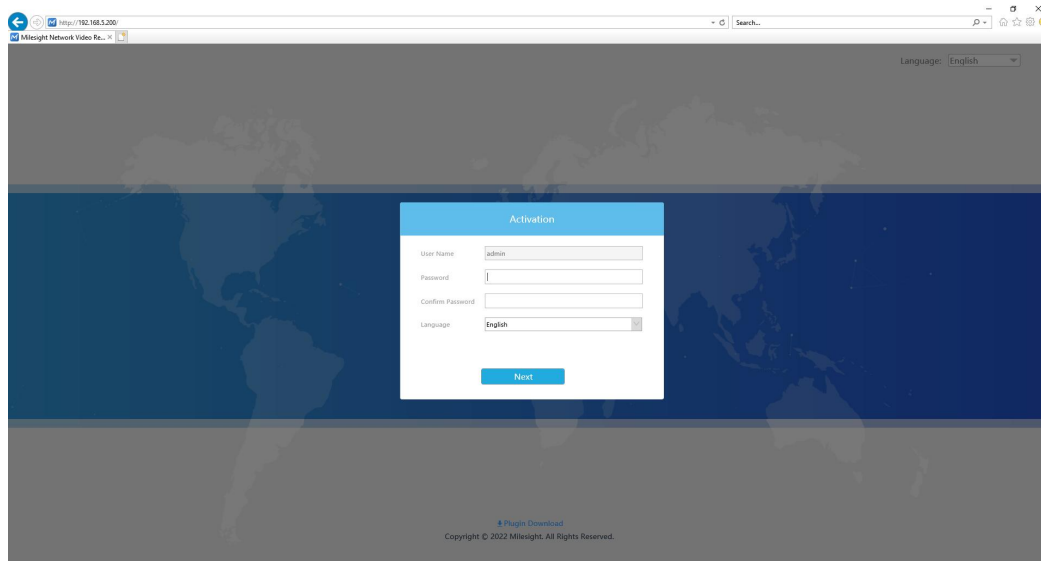 http://192.168.5.200/
Search...
Milesight Network Video Re...
Language: English
Activation
User Name admin
Password
Confirm Password
Language English
Next
Plugin Download
Copyright © 2022 Milesight. All Rights Reserved.